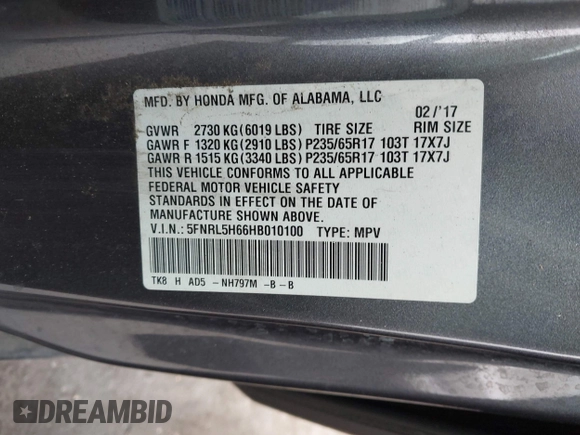 MFD. BY HONDA MFG. OF ALABAMA, LLC
02/'17
GVWR 2730 KG(6019 LBS) TIRE SIZE RIM SIZE
GAWR F 1320 KG(2910 LBS)P235/65R17 103T 17X7J
GAWR R 1515 KG(3340 LBS)P235/65R17 103T 17X7J
THIS VEHICLE CONFORMS TO ALL APPLICABLE
FEDERAL MOTOR VEHICLE SAFETY
STANDARDS IN EFFECT ON THE DATE OF
MANUFACTURE SHOWN ABOVE.
V.I.N.: 5FNRL5H66HB010100 TYPE: MPV
TK8 H AD5 -NH797M -B-B
DREAMBID